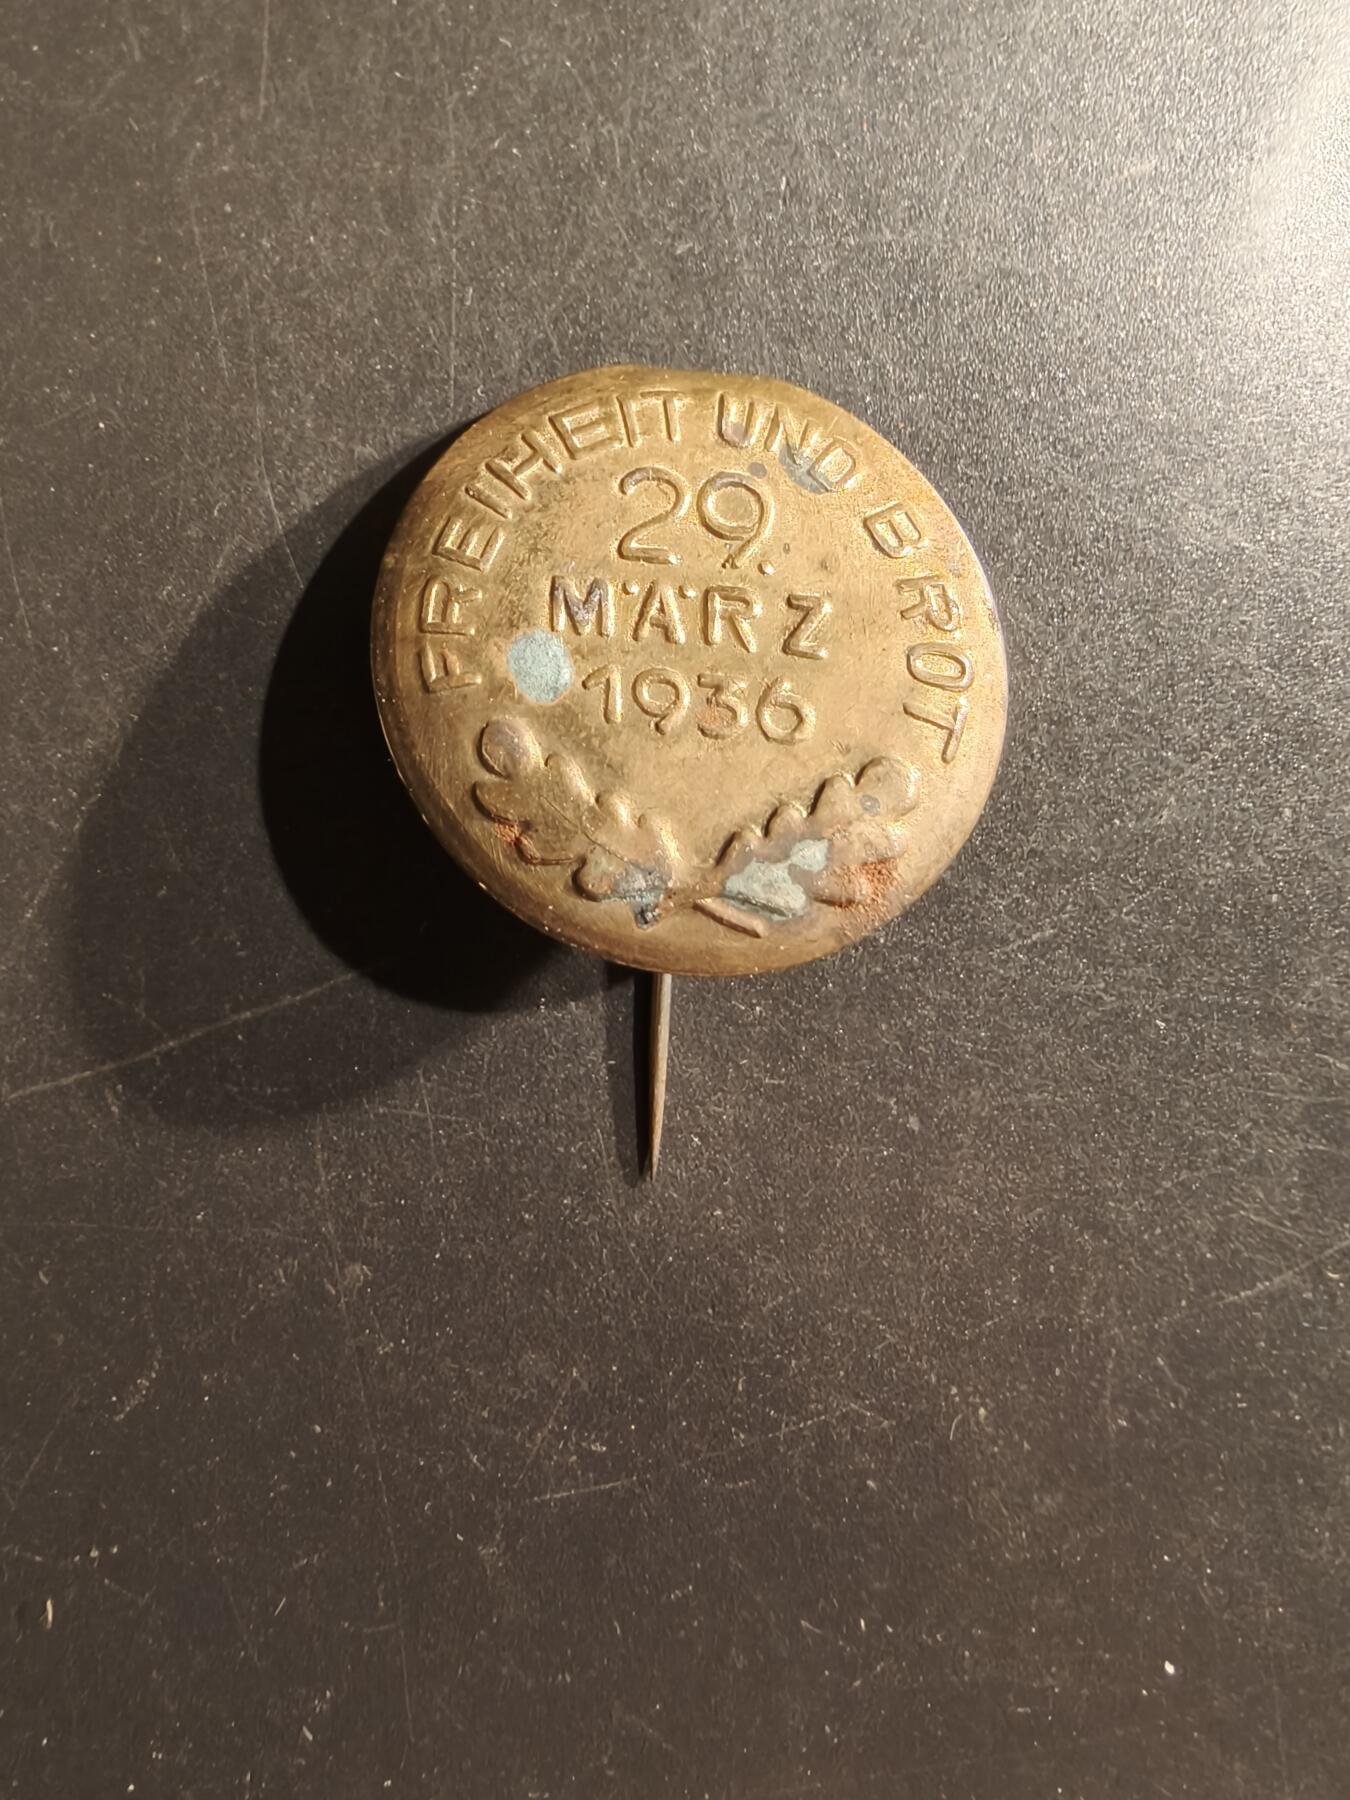 FREIHEIT UND BROT
29.
MÄRZ
1936